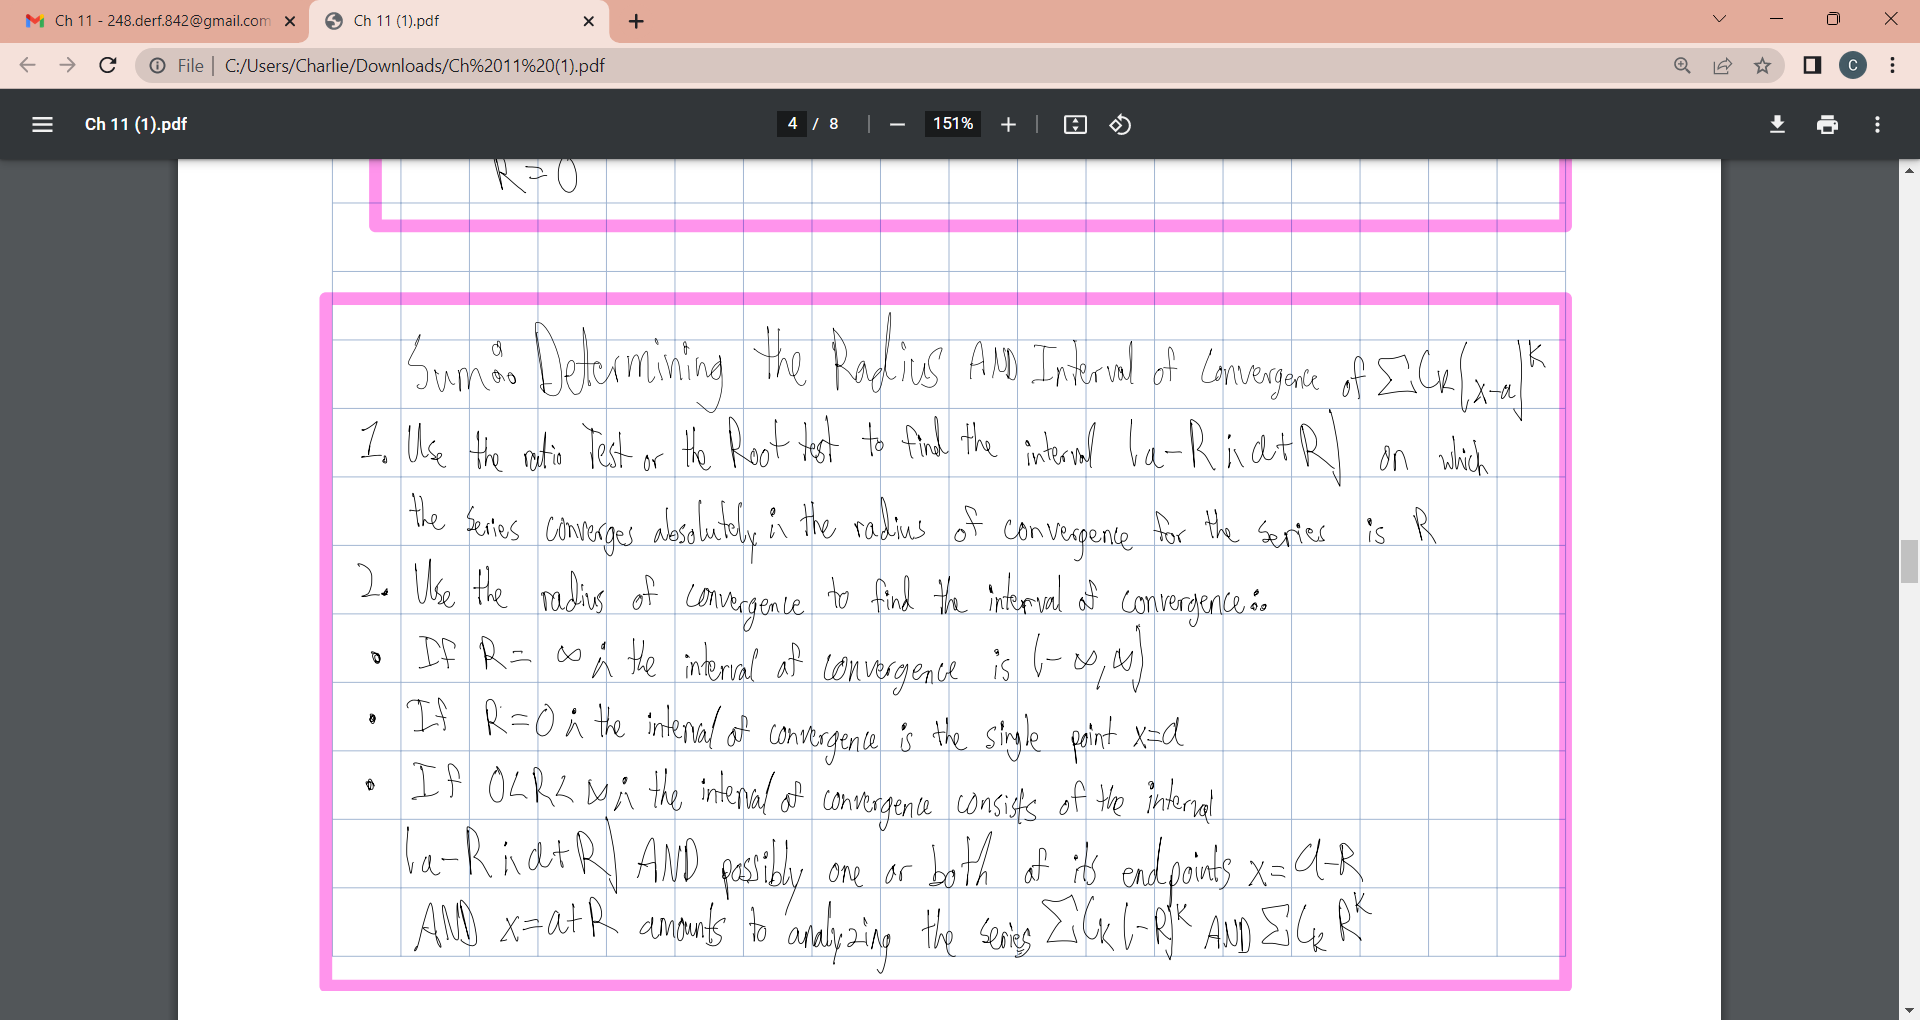 Ch 11 - 248.derf.842@gmail.com
Ch 11 (1).pdf
File
C:/Users/Charlie/Downloads/Ch%2011%20(1).pdf
C
Ch 11 (1).pdf
4 / 8
151%
R = 0
Determining the Radius AND Interval of Convergence of ∑Ck(x-a)^k
1. Use the ratio Test or the Root test to find the interval (a-R ;; a+R) on which
the series converges absolutely ;; the radius of convergence for the series is R
2. Use the radius of convergence to find the interval of convergence:
• If R = ∞ ;; the interval of convergence is (-∞, ∞)
• If R=0 ;; the interval of convergence is the single point x=a
• If 0<R<∞ ;; the interval of convergence consists of the interval
(a-R ;; a+R) AND possibly one or both of its endpoints x= a-R
AND x=a+R amounts to analyzing the series ∑Ck(-R)^k AND ∑Ck R^k